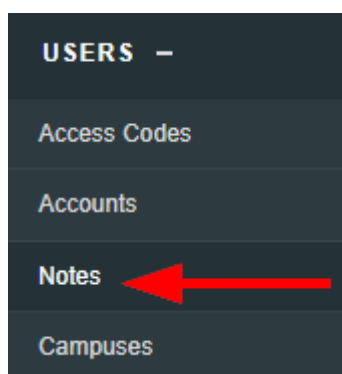 USERS –
Access Codes
Accounts
Notes
Campuses